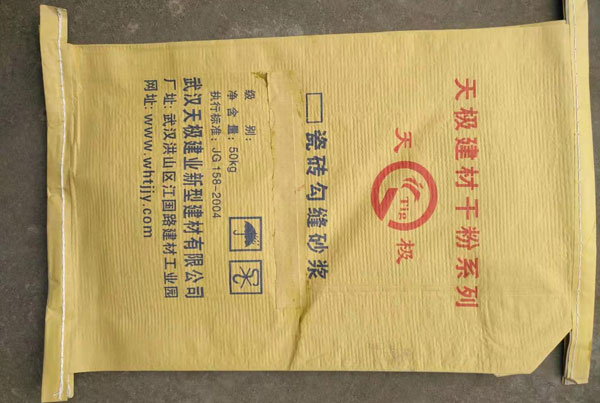 天极建材干粉系列
天 极
TYjg
□瓷砖勾缝砂浆
级 别:
净含量: 50kg
执行标准: JG 158-2004
武汉天极建业新型建材有限公司
厂址: 武汉洪山区江国路建材工业园
网址: www.whtjjy.com